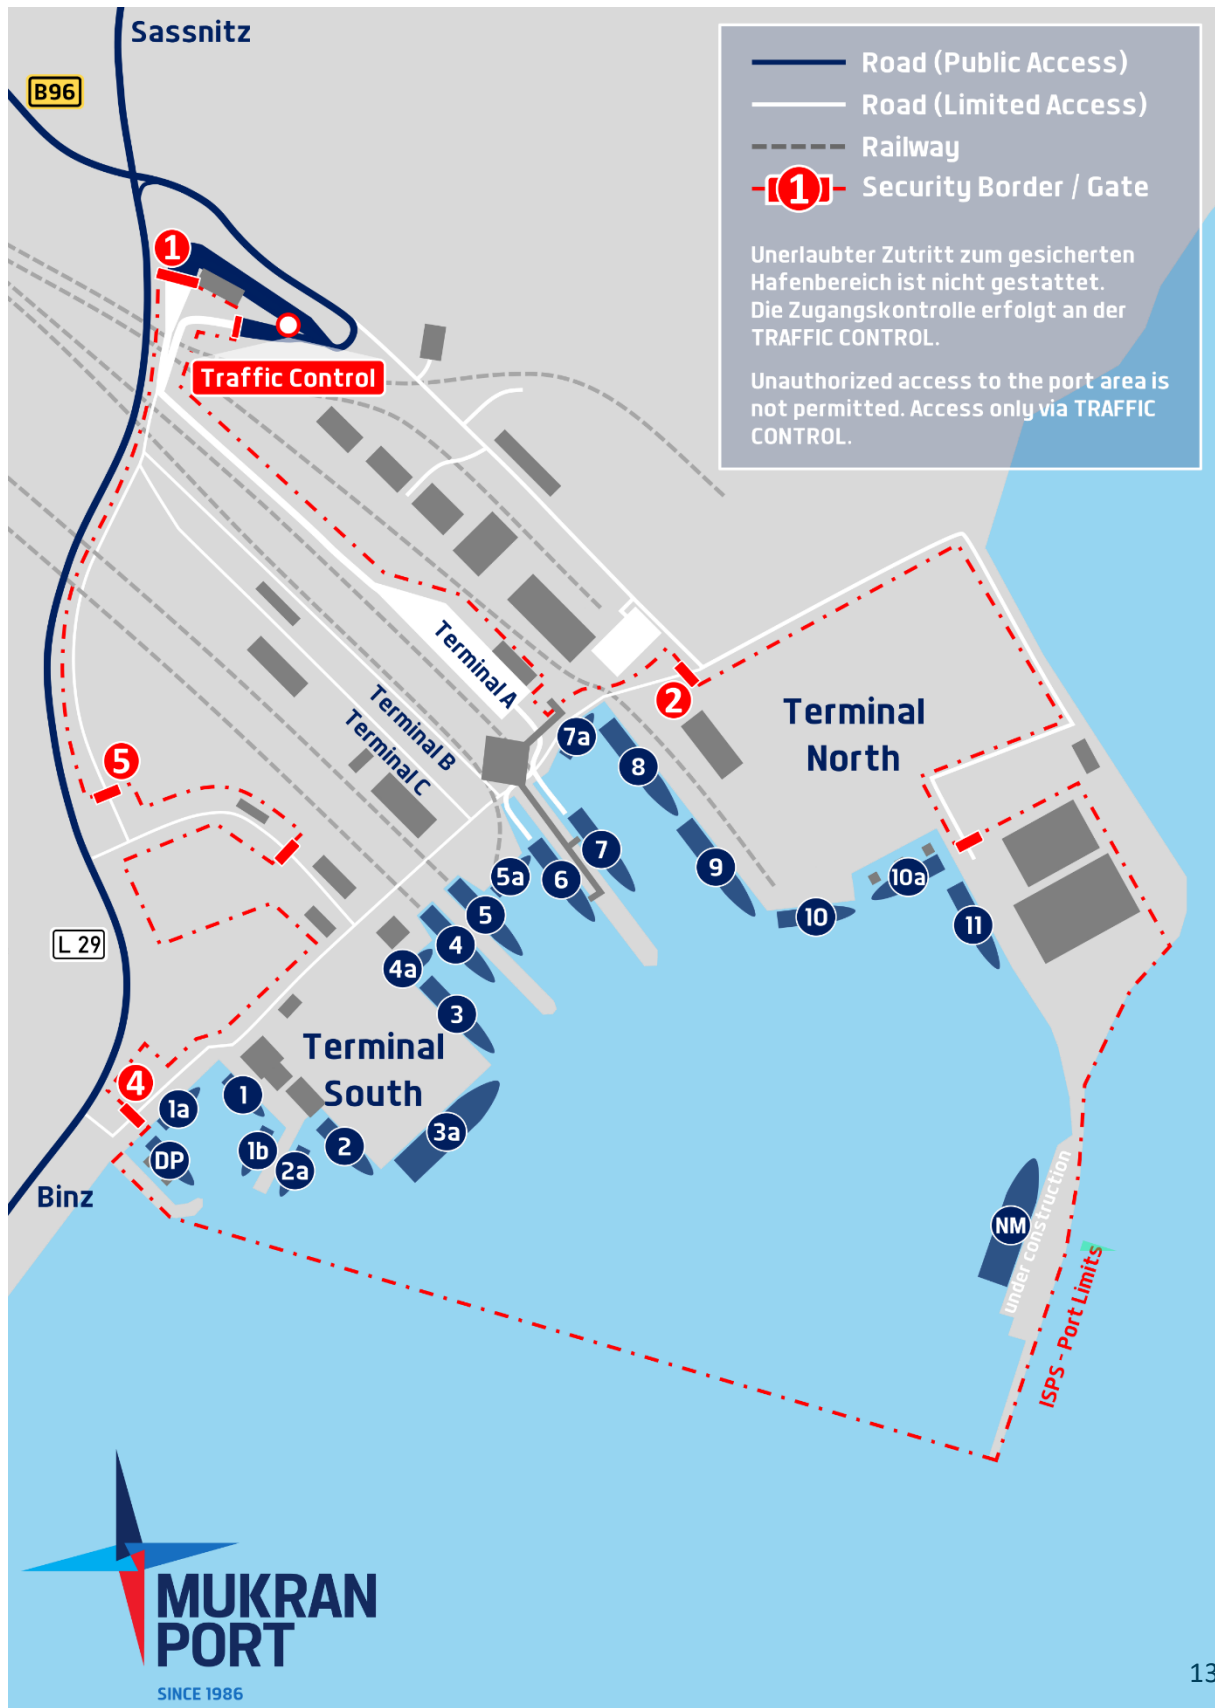 Sassnitz
B96
Road (Public Access)
Road (Limited Access)
Railway
1 Security Border / Gate
Unerlaubter Zutritt zum gesicherten
Hafenbereich ist nicht gestattet.
Die Zugangskontrolle erfolgt an der
TRAFFIC CONTROL.
Unauthorized access to the port area is
not permitted. Access only via TRAFFIC
CONTROL.
1
Traffic Control
Terminal A
Terminal B
Terminal C
2
Terminal
North
5
7a
8
7
9
5a
6
10a
10
11
5
4
4a
3
L 29
Terminal
South
4
1a
1
DP
1b
2a
2
3a
Binz
NM
under construction
ISPS - Port Limits
MUKRAN
PORT
SINCE 1986
13